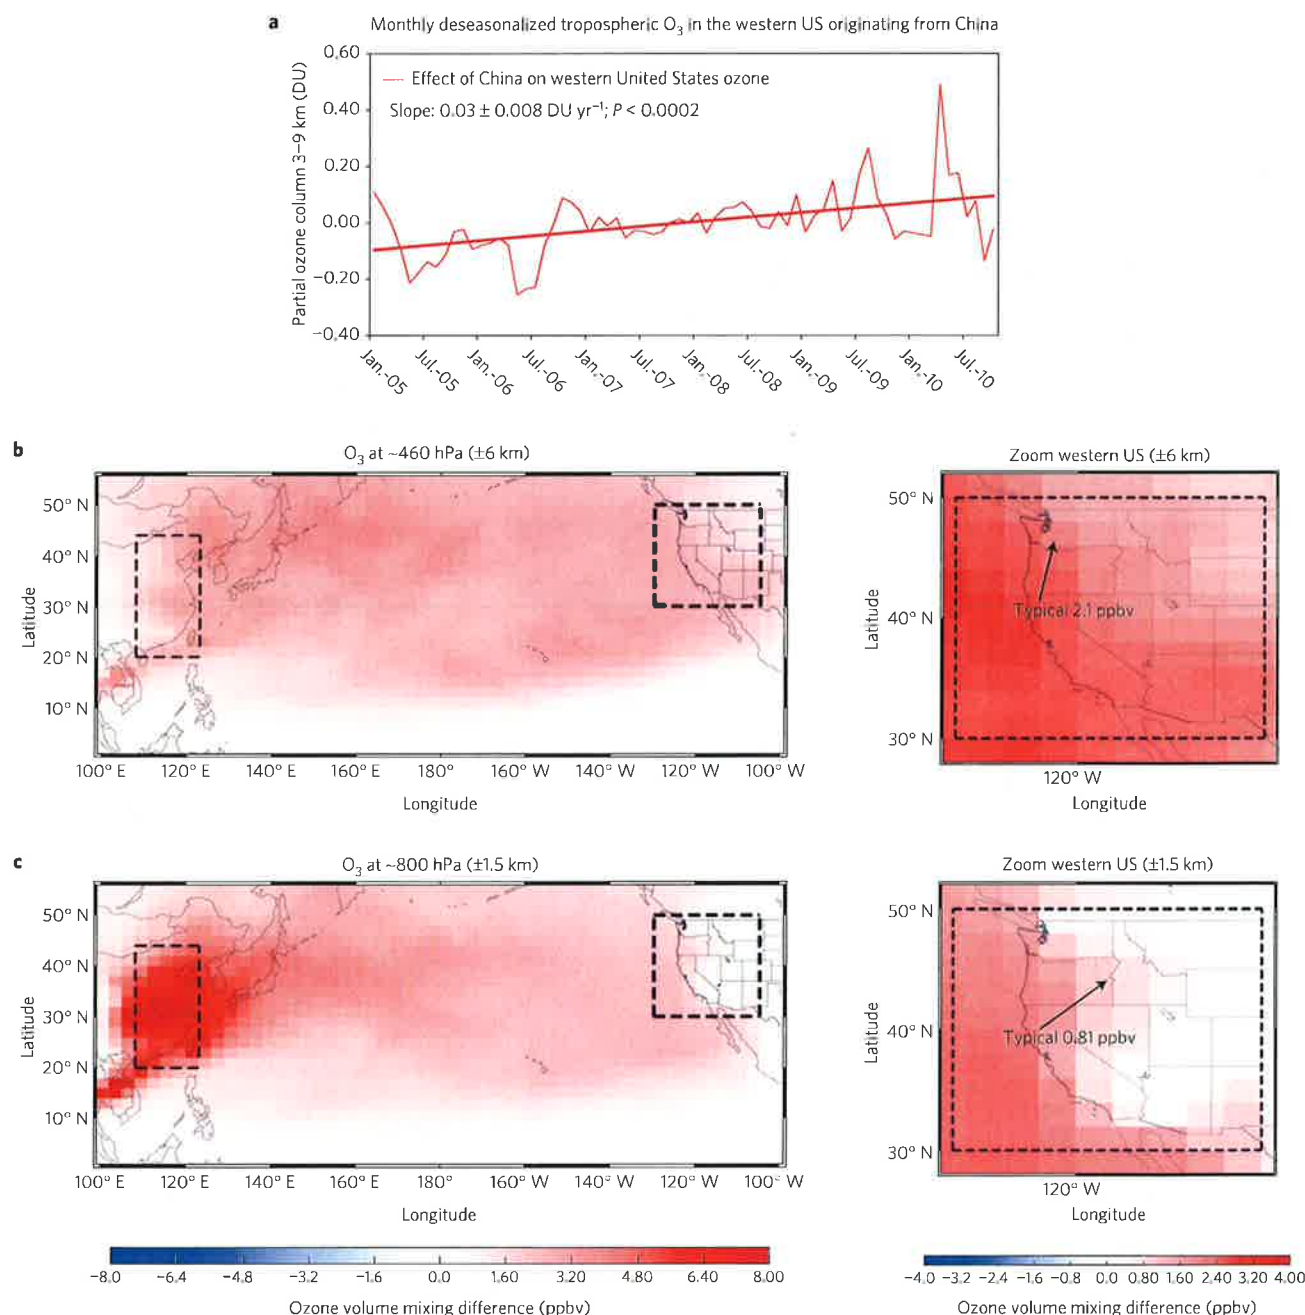 a Monthly deseasonalized tropospheric O3 in the western US originating from China
0.60
0.40
0.20
0.00
−0.20
−0.40
Partial ozone column 3–9 km (DU)
Effect of China on western United States ozone
Slope: 0.03 ± 0.008 DU yr⁻¹; P < 0.0002
Jan.-05 Jul.-05 Jan.-06 Jul.-06 Jan.-07 Jul.-07 Jan.-08 Jul.-08 Jan.-09 Jul.-09 Jan.-10 Jul.-10
b O3 at ~460 hPa (±6 km)
50° N
40° N
30° N
20° N
10° N
Latitude
100° E 120° E 140° E 160° E 180° 160° W 140° W 120° W 100° W
Longitude
Zoom western US (±6 km)
50° N
40° N
30° N
Latitude
Typical 2.1 ppbv
120° W
Longitude
c O3 at ~800 hPa (±1.5 km)
50° N
40° N
30° N
20° N
10° N
Latitude
100° E 120° E 140° E 160° E 180° 160° W 140° W 120° W 100° W
Longitude
Zoom western US (±1.5 km)
50° N
40° N
30° N
Latitude
Typical 0.81 ppbv
120° W
Longitude
−8.0 −6.4 −4.8 −3.2 −1.6 0.0 1.60 3.20 4.80 6.40 8.00
Ozone volume mixing difference (ppbv)
−4.0 −3.2 −2.4 −1.6 −0.8 0.0 0.80 1.60 2.40 3.20 4.00
Ozone volume mixing difference (ppbv)